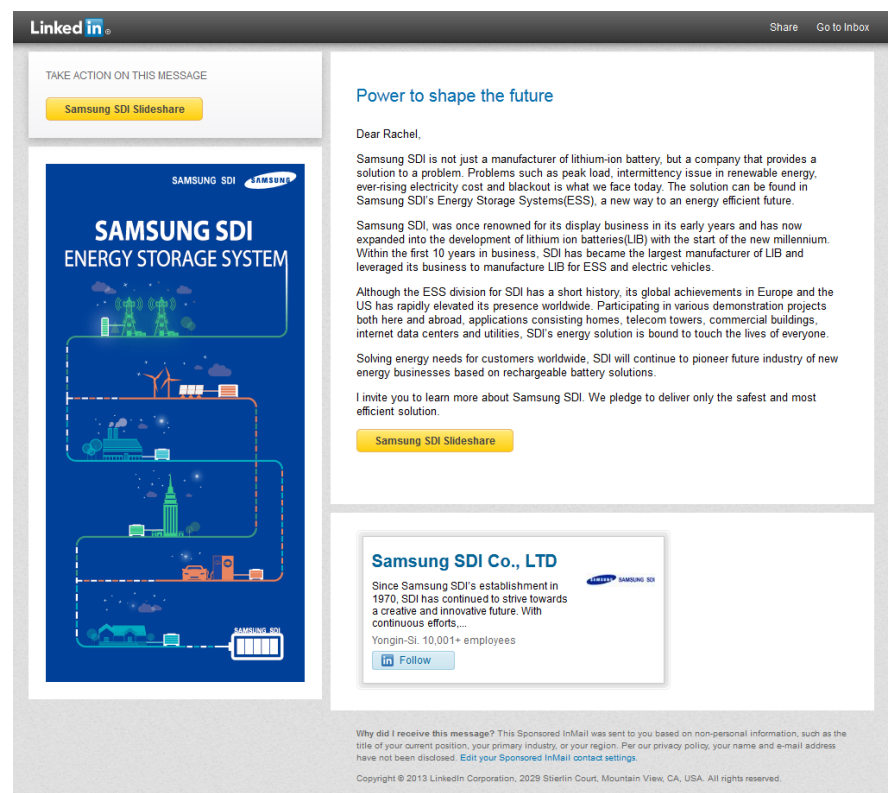 Linked in ®
Share Go to Inbox
TAKE ACTION ON THIS MESSAGE
Samsung SDI Slideshare
SAMSUNG SDI SAMSUNG
SAMSUNG SDI
ENERGY STORAGE SYSTEM
SAMSUNG SDI
Power to shape the future
Dear Rachel,
Samsung SDI is not just a manufacturer of lithium-ion battery, but a company that provides a
solution to a problem. Problems such as peak load, intermittency issue in renewable energy,
ever-rising electricity cost and blackout is what we face today. The solution can be found in
Samsung SDI's Energy Storage Systems(ESS), a new way to an energy efficient future.
Samsung SDI, was once renowned for its display business in its early years and has now
expanded into the development of lithium ion batteries(LIB) with the start of the new millennium.
Within the first 10 years in business, SDI has became the largest manufacturer of LIB and
leveraged its business to manufacture LIB for ESS and electric vehicles.
Although the ESS division for SDI has a short history, its global achievements in Europe and the
US has rapidly elevated its presence worldwide. Participating in various demonstration projects
both here and abroad, applications consisting homes, telecom towers, commercial buildings,
internet data centers and utilities, SDI's energy solution is bound to touch the lives of everyone.
Solving energy needs for customers worldwide, SDI will continue to pioneer future industry of new
energy businesses based on rechargeable battery solutions.
I invite you to learn more about Samsung SDI. We pledge to deliver only the safest and most
efficient solution.
Samsung SDI Slideshare
Samsung SDI Co., LTD
SAMSUNG SAMSUNG SDI
Since Samsung SDI's establishment in
1970, SDI has continued to strive towards
a creative and innovative future. With
continuous efforts,...
Yongin-Si. 10,001+ employees
in Follow
Why did I receive this message? This Sponsored InMail was sent to you based on non-personal information, such as the
title of your current position, your primary industry, or your region. Per our privacy policy, your name and e-mail address
have not been disclosed. Edit your Sponsored InMail contact settings.
Copyright © 2013 LinkedIn Corporation, 2029 Stierlin Court, Mountain View, CA, USA. All rights reserved.